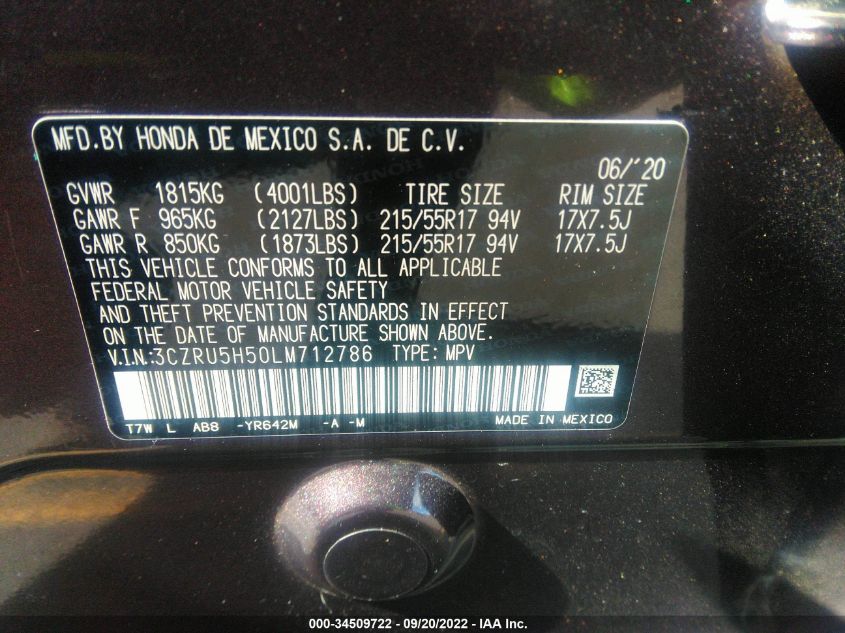 MFD.BY HONDA DE MEXICO S.A. DE C.V.
06/'20
GVWR 1815KG (4001LBS) TIRE SIZE RIM SIZE
GAWR F 965KG (2127LBS) 215/55R17 94V 17X7.5J
GAWR R 850KG (1873LBS) 215/55R17 94V 17X7.5J
THIS VEHICLE CONFORMS TO ALL APPLICABLE
FEDERAL MOTOR VEHICLE SAFETY
AND THEFT PREVENTION STANDARDS IN EFFECT
ON THE DATE OF MANUFACTURE SHOWN ABOVE.
V.I.N.:3CZRU5H50LM712786 TYPE: MPV
T7W L AB8 -YR642M -A -M MADE IN MEXICO
000-34509722 - 09/20/2022 - IAA Inc.